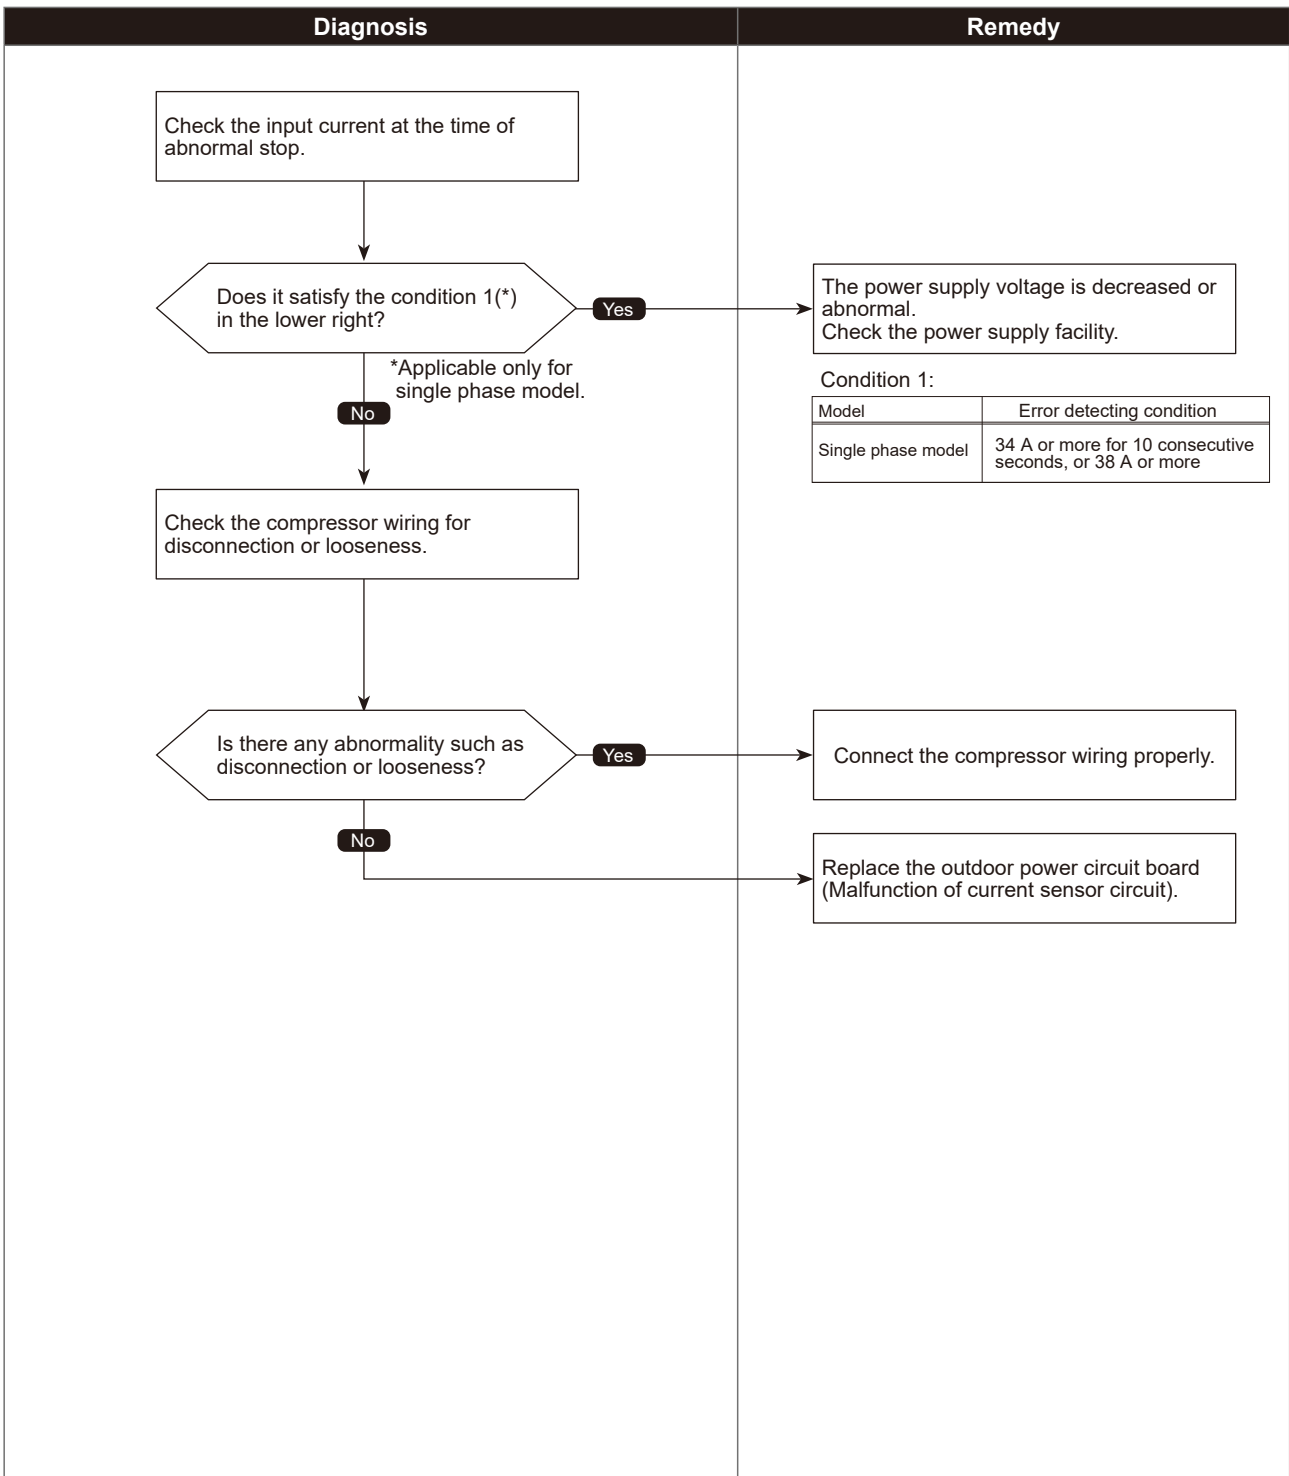 Diagnosis
Remedy
Check the input current at the time of
abnormal stop.
Does it satisfy the condition 1(*)
in the lower right?
Yes
The power supply voltage is decreased or
abnormal.
Check the power supply facility.
*Applicable only for
single phase model.
No
Condition 1:
Model
Error detecting condition
Single phase model
34 A or more for 10 consecutive
seconds, or 38 A or more
Check the compressor wiring for
disconnection or looseness.
Is there any abnormality such as
disconnection or looseness?
Yes
Connect the compressor wiring properly.
No
Replace the outdoor power circuit board
(Malfunction of current sensor circuit).